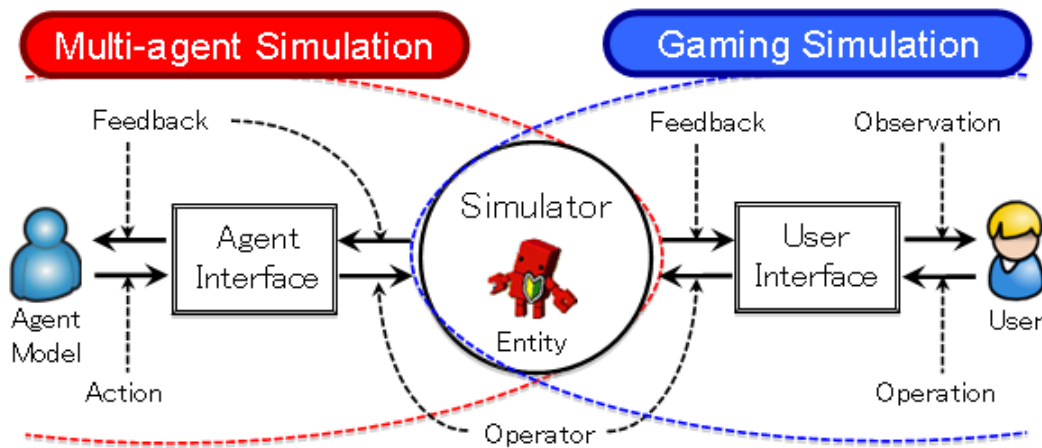 Multi-agent Simulation
Gaming Simulation
Feedback
Feedback
Observation
Simulator
Agent
Interface
User
Interface
Entity
Agent
Model
User
Action
Operation
Operator